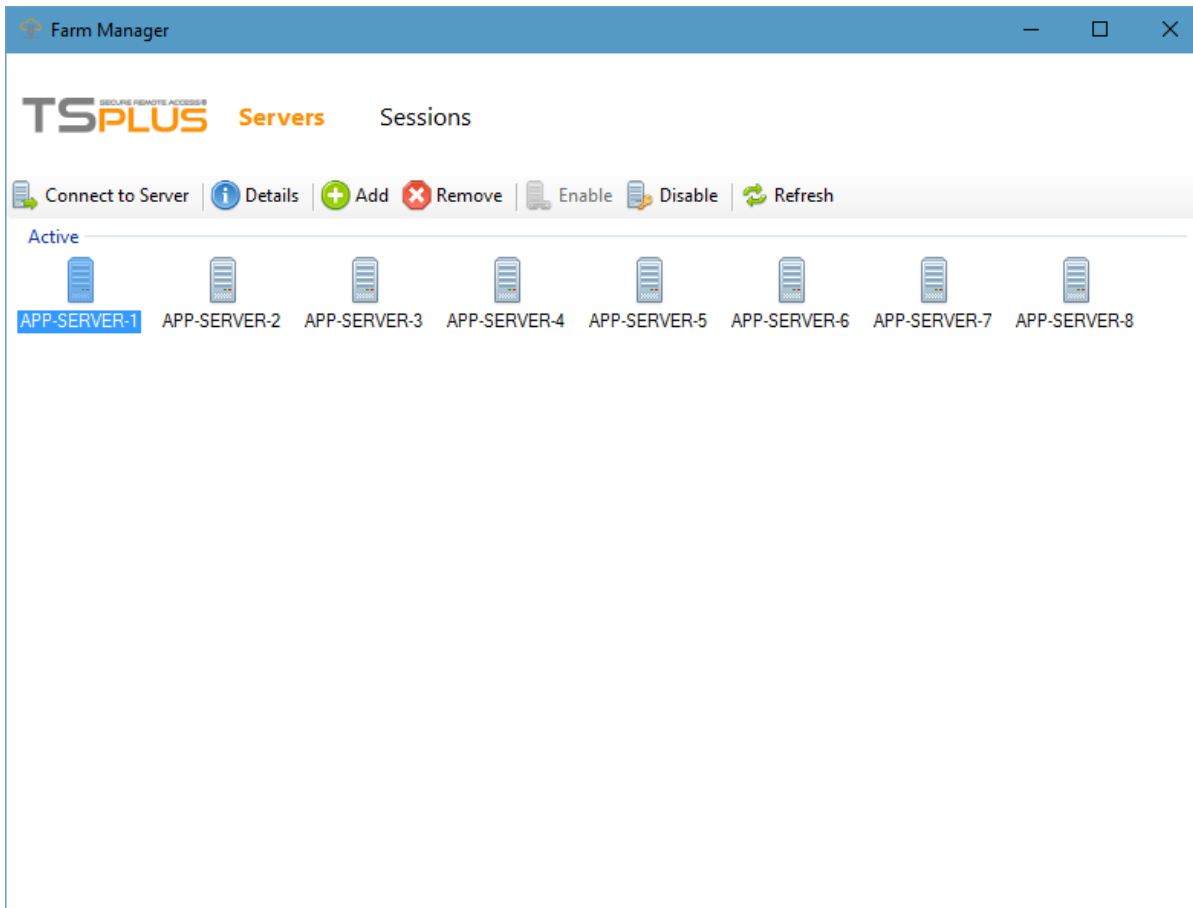 Farm Manager
TSPLUS SECURE REMOTE ACCESS® Servers Sessions
Connect to Server Details Add Remove Enable Disable Refresh
Active
APP-SERVER-1 APP-SERVER-2 APP-SERVER-3 APP-SERVER-4 APP-SERVER-5 APP-SERVER-6 APP-SERVER-7 APP-SERVER-8